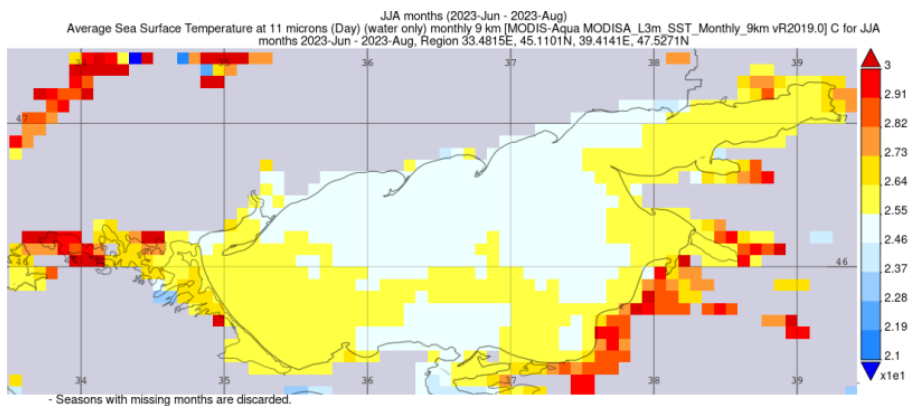 JJA months (2023-Jun - 2023-Aug)
Average Sea Surface Temperature at 11 microns (Day) (water only) monthly 9 km [MODIS-Aqua MODISA_L3m_SST_Monthly_9km vR2019.0] C for JJA
months 2023-Jun - 2023-Aug, Region 33.4815E, 45.1101N, 39.4141E, 47.5271N
34 35 36 37 38 39
3
2.91
47 47
2.82
2.73
2.64
2.55
2.46
46 46
2.37
2.28
2.19
2.1
x1e1
34 35 36 37 38 39
- Seasons with missing months are discarded.